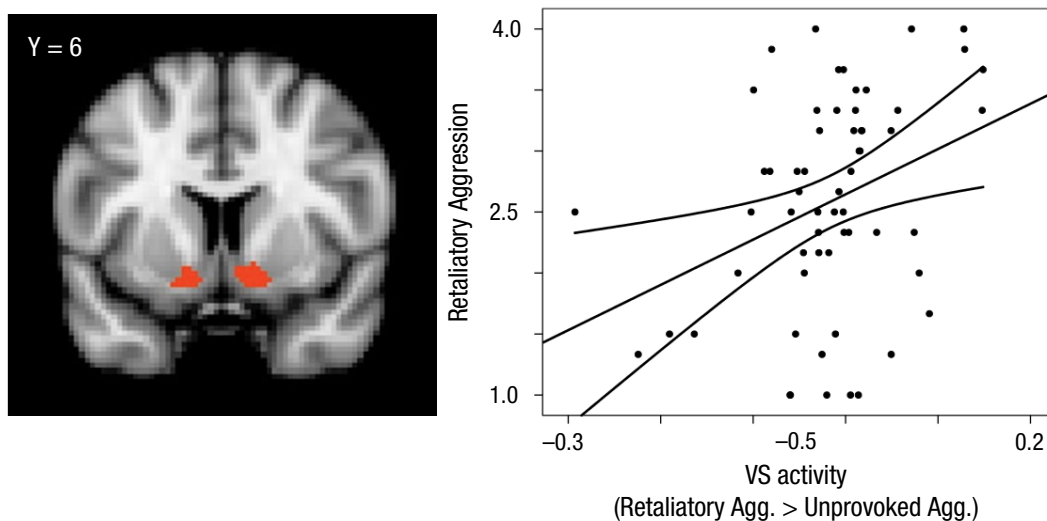 Y = 6
Retaliatory Aggression
4.0
2.5
1.0
–0.3
–0.5
0.2
VS activity
(Retaliatory Agg. > Unprovoked Agg.)